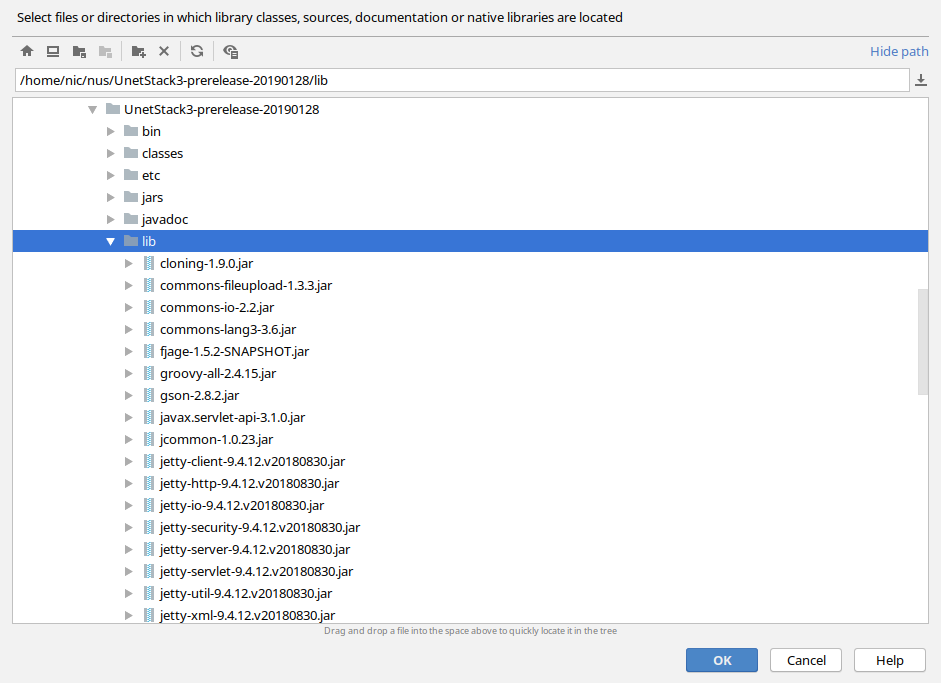 Select files or directories in which library classes, sources, documentation or native libraries are located
Hide path
/home/nic/nus/UnetStack3-prerelease-20190128/lib
UnetStack3-prerelease-20190128
bin
classes
etc
jars
javadoc
lib
cloning-1.9.0.jar
commons-fileupload-1.3.3.jar
commons-io-2.2.jar
commons-lang3-3.6.jar
fjage-1.5.2-SNAPSHOT.jar
groovy-all-2.4.15.jar
gson-2.8.2.jar
javax.servlet-api-3.1.0.jar
jcommon-1.0.23.jar
jetty-client-9.4.12.v20180830.jar
jetty-http-9.4.12.v20180830.jar
jetty-io-9.4.12.v20180830.jar
jetty-security-9.4.12.v20180830.jar
jetty-server-9.4.12.v20180830.jar
jetty-servlet-9.4.12.v20180830.jar
jetty-util-9.4.12.v20180830.jar
jetty-xml-9.4.12.v20180830.jar
Drag and drop a file into the space above to quickly locate it in the tree
OK Cancel Help